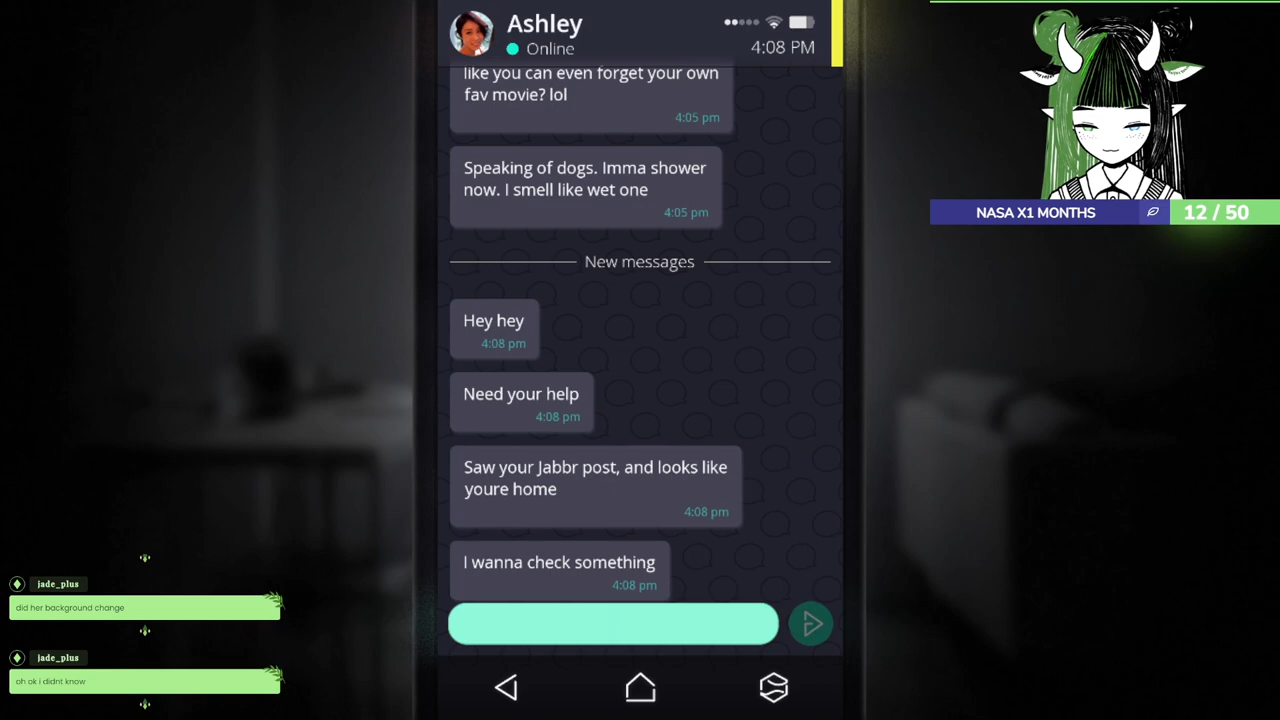 Ashley
Online
4:08 PM
like you can even forget your own
fav movie? lol
4:05 pm
Speaking of dogs. Imma shower
now. I smell like wet one
4:05 pm
New messages
Hey hey
4:08 pm
Need your help
4:08 pm
Saw your Jabbr post, and looks like
youre home
4:08 pm
I wanna check something
4:08 pm
NASA X1 MONTHS
12 / 50
jade_plus
did her background change
jade_plus
oh ok i didnt know